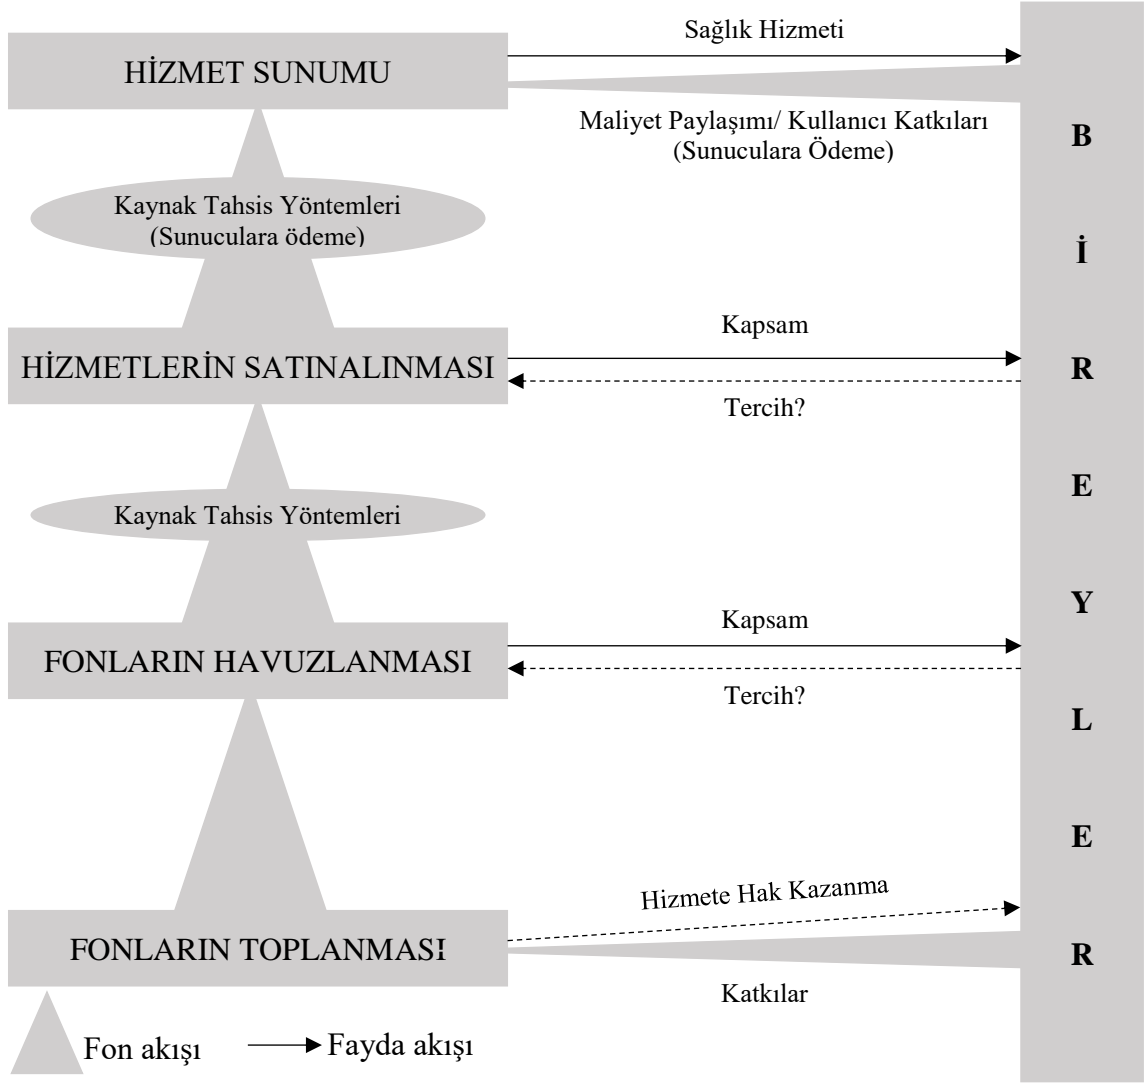 Sağlık Hizmeti
HİZMET SUNUMU
Maliyet Paylaşımı/ Kullanıcı Katkıları
(Sunuculara Ödeme)
Kaynak Tahsis Yöntemleri
(Sunuculara ödeme)
Kapsam
HİZMETLERİN SATINALINMASI
Tercih?
Kaynak Tahsis Yöntemleri
Kapsam
FONLARIN HAVUZLANMASI
Tercih?
Hizmete Hak Kazanma
FONLARIN TOPLANMASI
Katkılar
Fon akışı
Fayda akışı
B
İ
R
E
Y
L
E
R